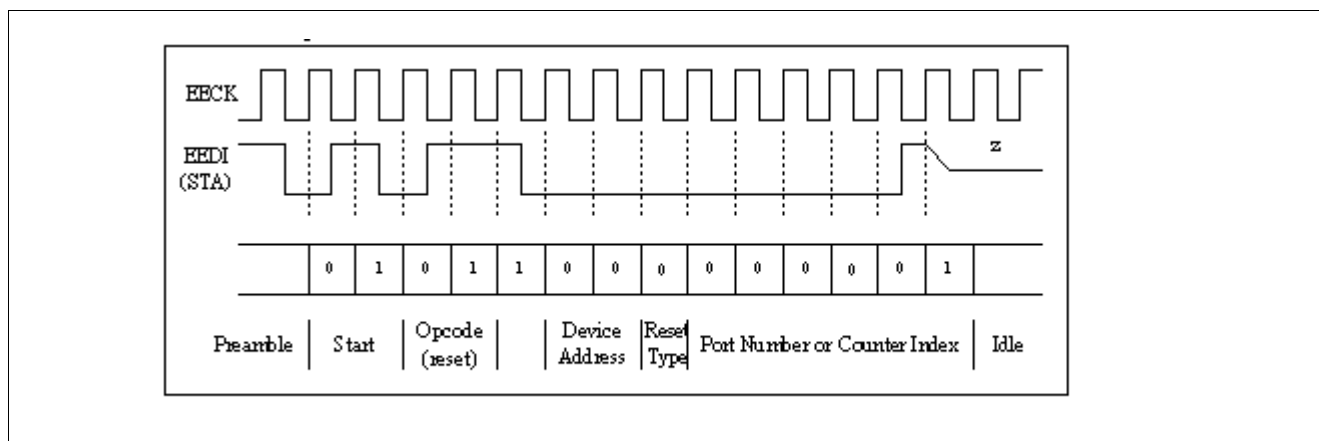 EECK
EEDI
(STA)
z
0 1 0 1 1 0 0 0 0 0 0 0 0 1
Preamble
Start
Opcode
(reset)
Device
Address
Reset
Type
Port Number or Counter Index
Idle